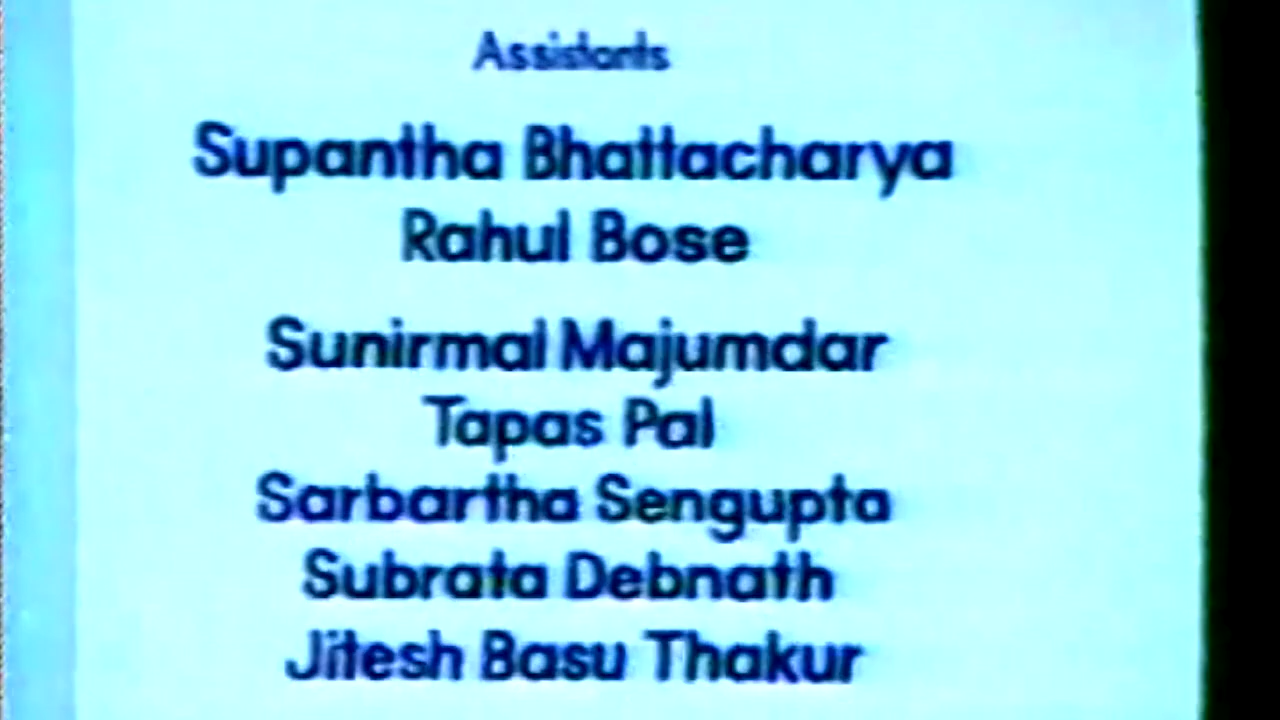 Assistants
Supantha Bhattacharya
Rahul Bose
Sunirmal Majumdar
Tapas Pal
Sarbartha Sengupta
Subrata Debnath
Jitesh Basu Thakur